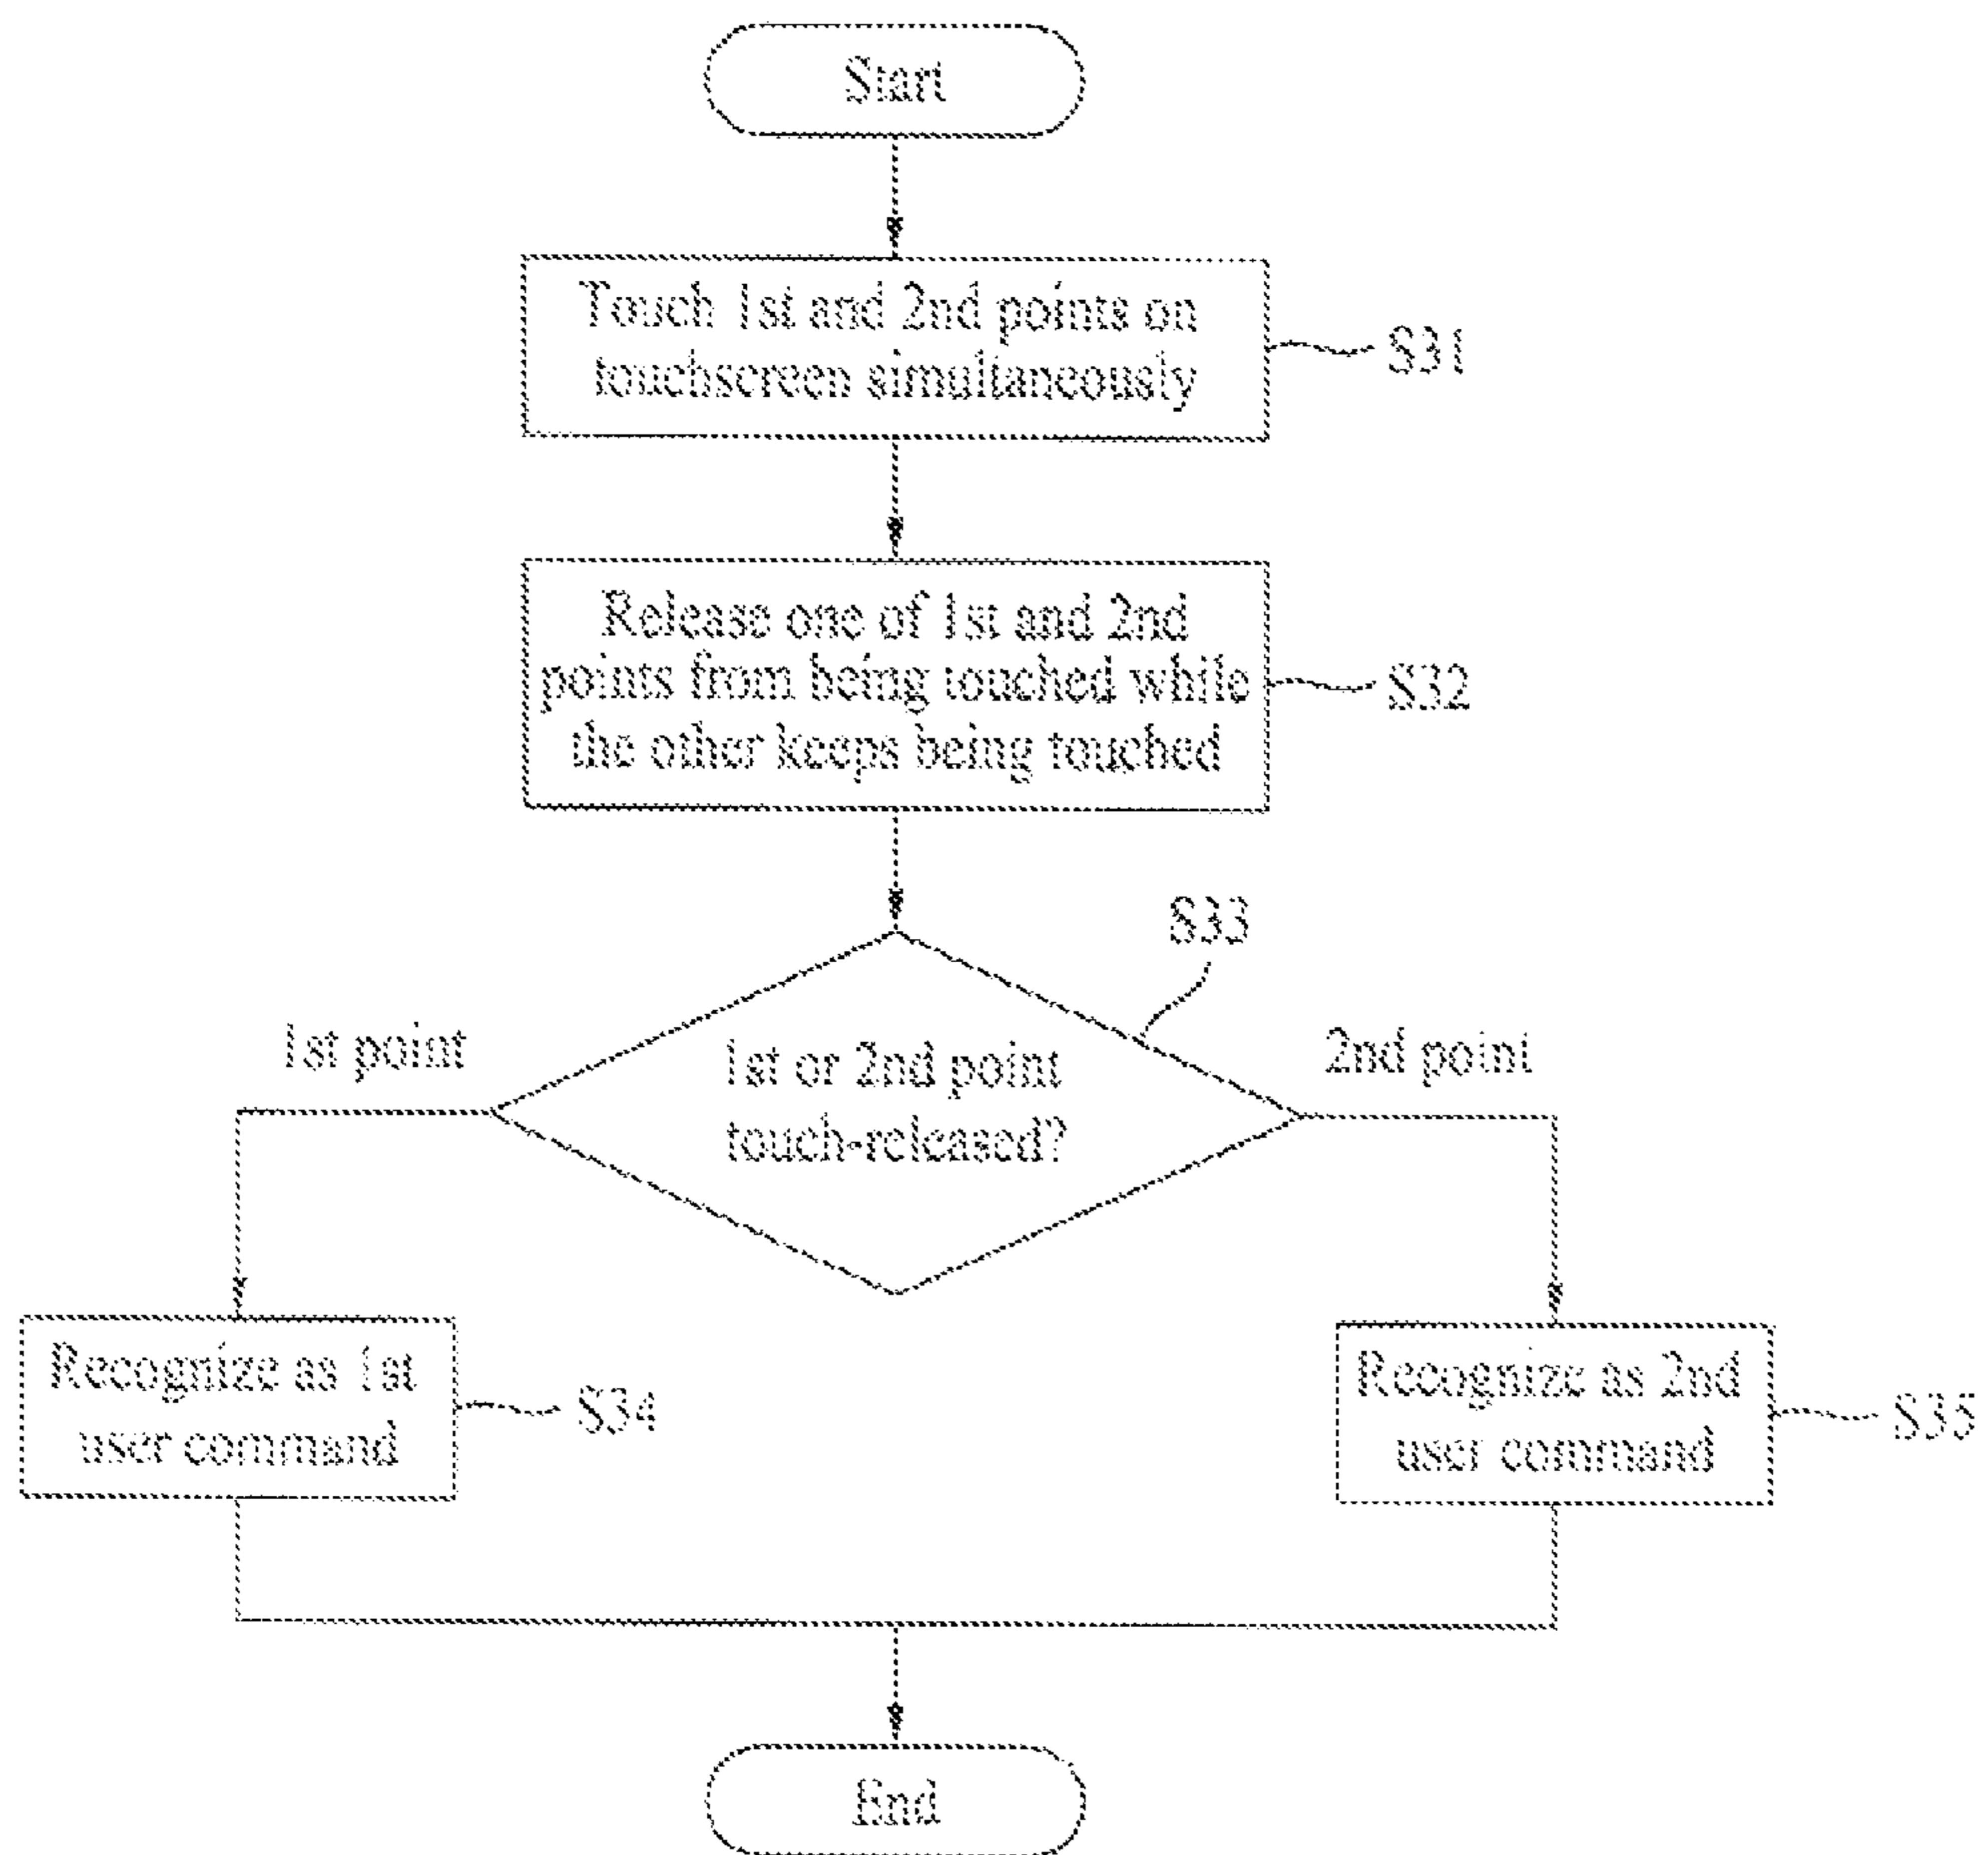 Start
Touch 1st and 2nd points on
touchscreen simultaneously
S31
Release one of 1st and 2nd
points from being touched while
the other keeps being touched
S32
S33
1st point
1st or 2nd point
touch-released?
2nd point
Recognize as 1st
user command
S34
Recognize as 2nd
user command
S35
End